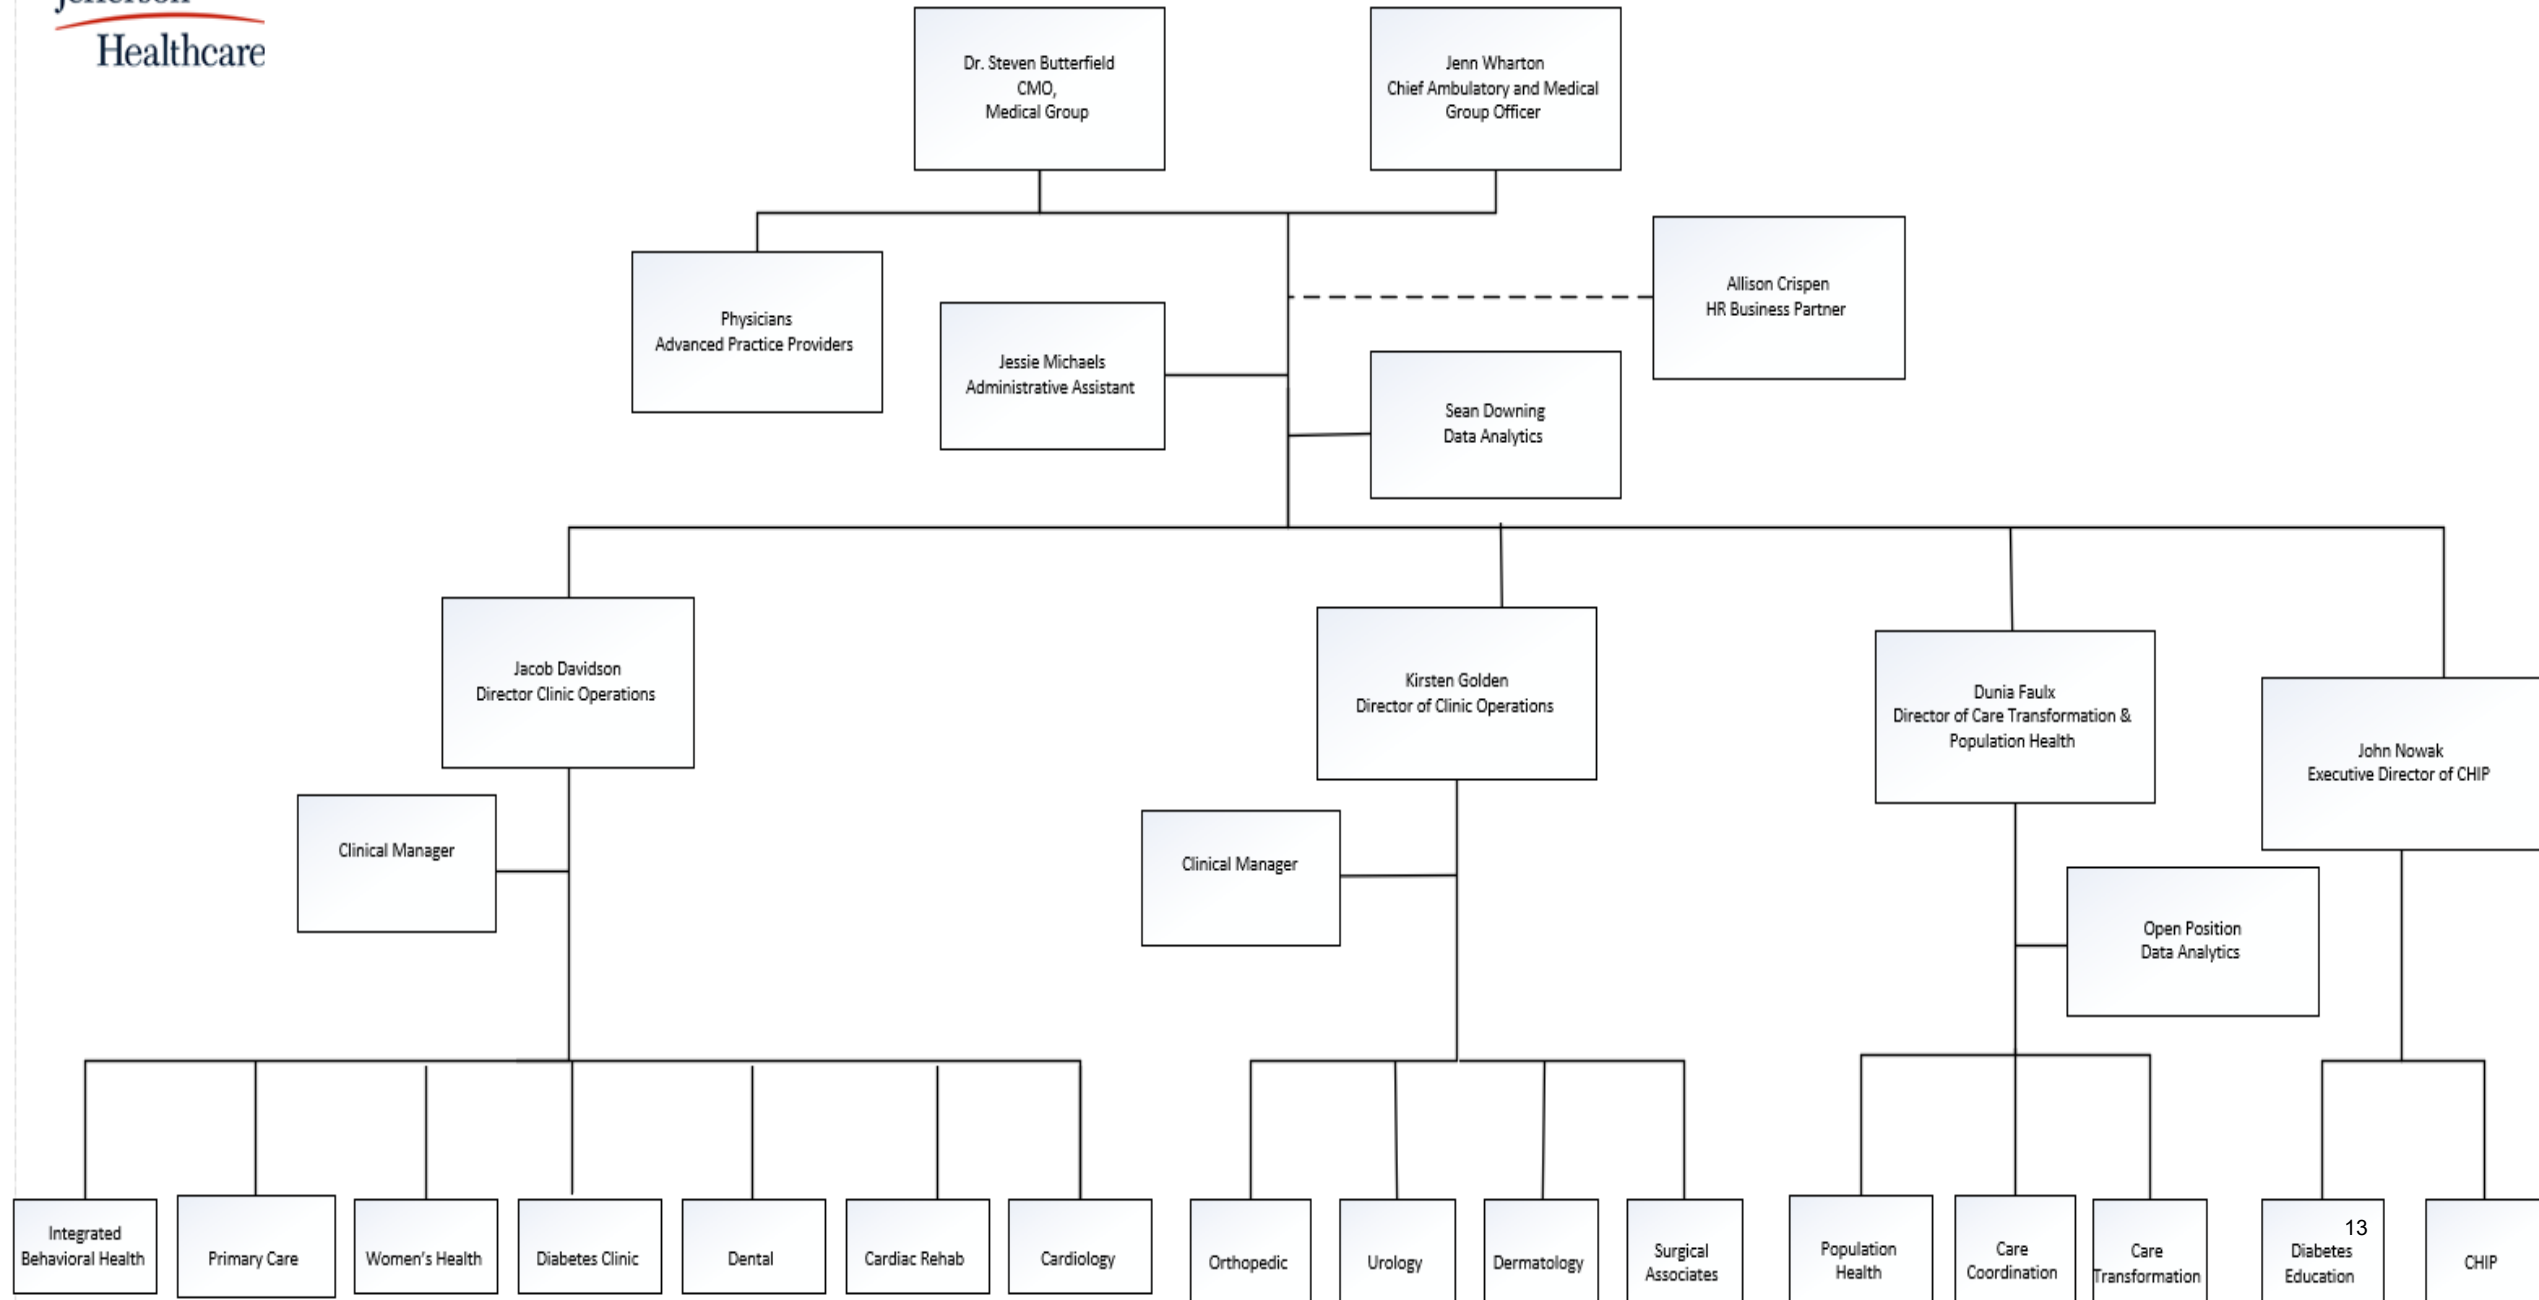 Healthcare
Dr. Steven Butterfield
CMO,
Medical Group
Jenn Wharton
Chief Ambulatory and Medical
Group Officer
Physicians
Advanced Practice Providers
Jessie Michaels
Administrative Assistant
Allison Crispen
HR Business Partner
Sean Downing
Data Analytics
Jacob Davidson
Director Clinic Operations
Kirsten Golden
Director of Clinic Operations
Dunia Faulx
Director of Care Transformation &
Population Health
John Nowak
Executive Director of CHIP
Clinical Manager
Clinical Manager
Open Position
Data Analytics
Integrated
Behavioral Health
Primary Care
Women's Health
Diabetes Clinic
Dental
Cardiac Rehab
Cardiology
Orthopedic
Urology
Dermatology
Surgical
Associates
Population
Health
Care
Coordination
Care
Transformation
13
Diabetes
Education
CHIP